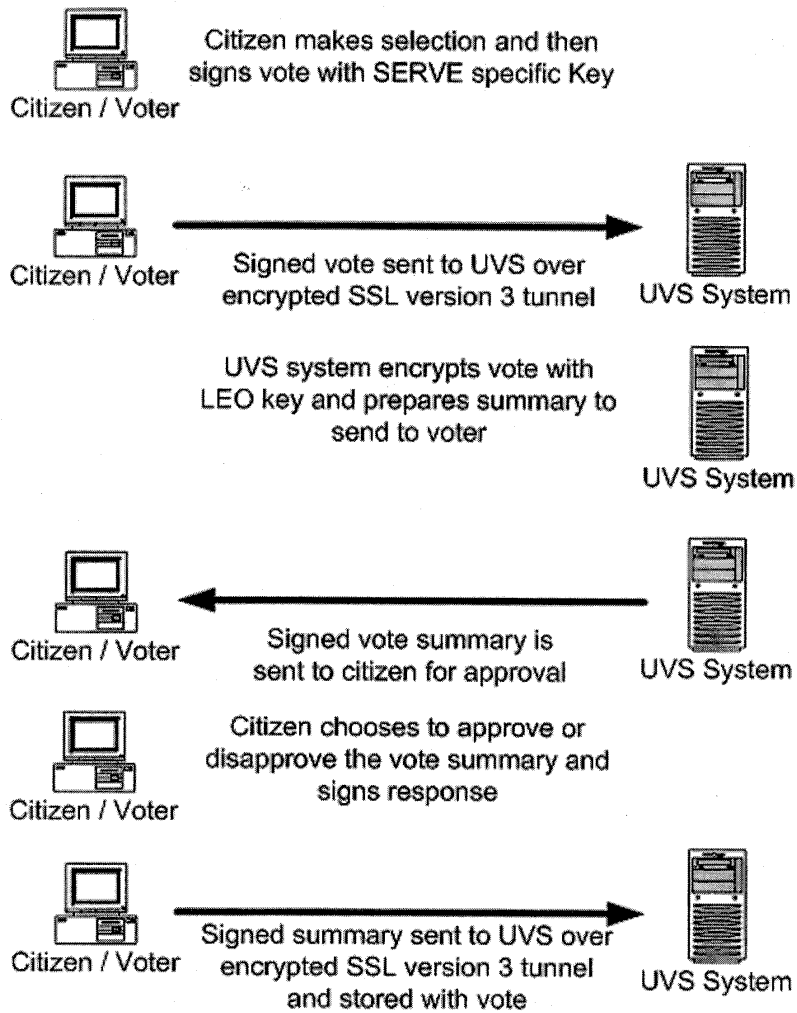 Citizen makes selection and then
signs vote with SERVE specific Key
Citizen / Voter
Citizen / Voter
Signed vote sent to UVS over
encrypted SSL version 3 tunnel
UVS System
UVS system encrypts vote with
LEO key and prepares summary to
send to voter
UVS System
Citizen / Voter
Signed vote summary is
sent to citizen for approval
UVS System
Citizen chooses to approve or
disapprove the vote summary and
signs response
Citizen / Voter
Citizen / Voter
Signed summary sent to UVS over
encrypted SSL version 3 tunnel
and stored with vote
UVS System